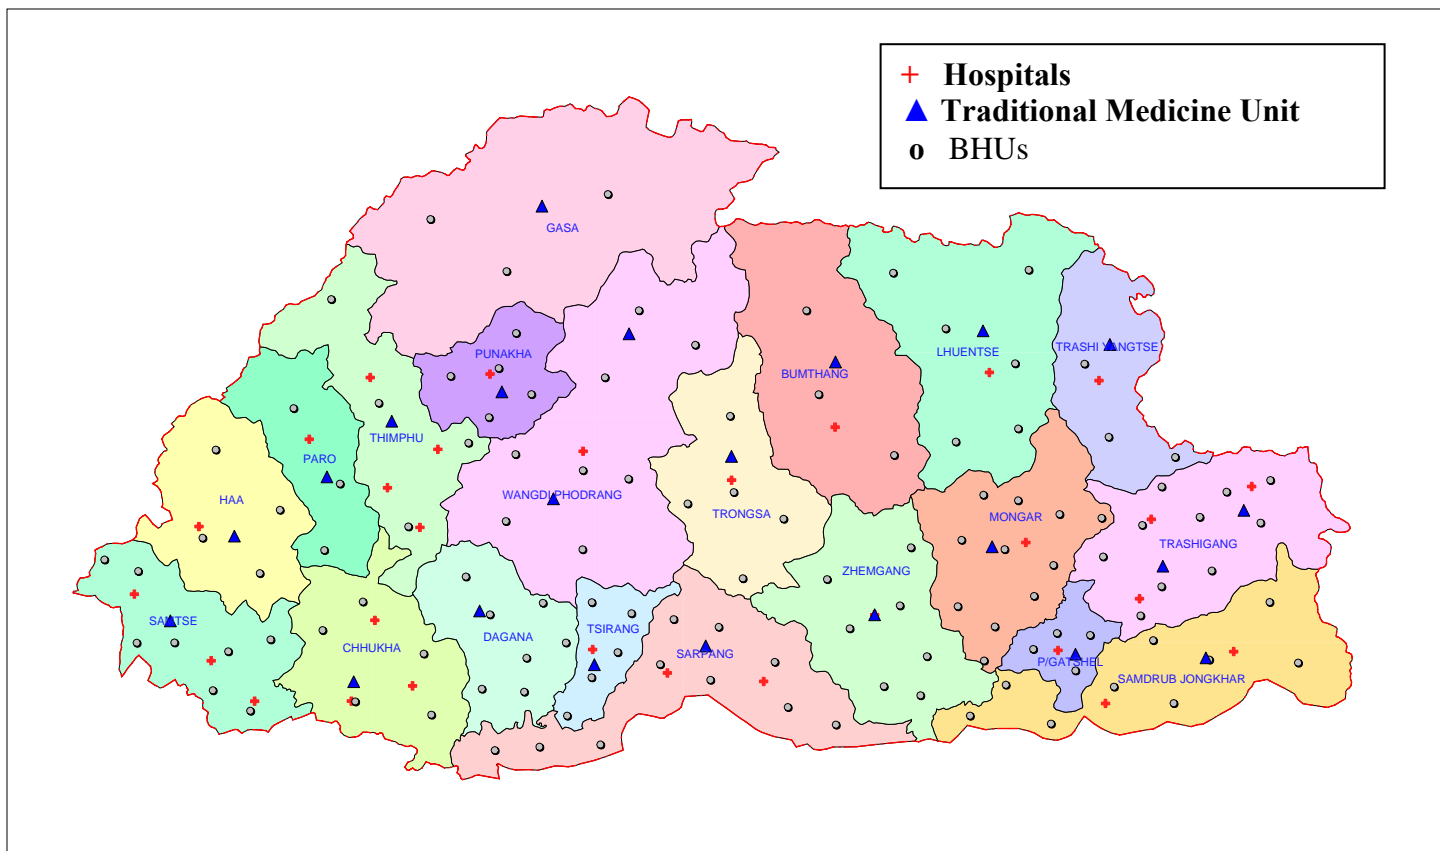 Hospitals
Traditional Medicine Unit
o BHUs
GASA
PUNAKHA
TRASHI YANGTSE
LHUENTSE
BUMTHANG
THIMPHU
PARO
HAA
WANGDI PHODRANG
TRONGSA
MONGAR
TRASHIGANG
ZHEMGANG
SAMTSE
DAGANA
TSIRANG
CHHUKHA
SARPANG
P/GATSHEL
SAMDRUB JONGKHAR